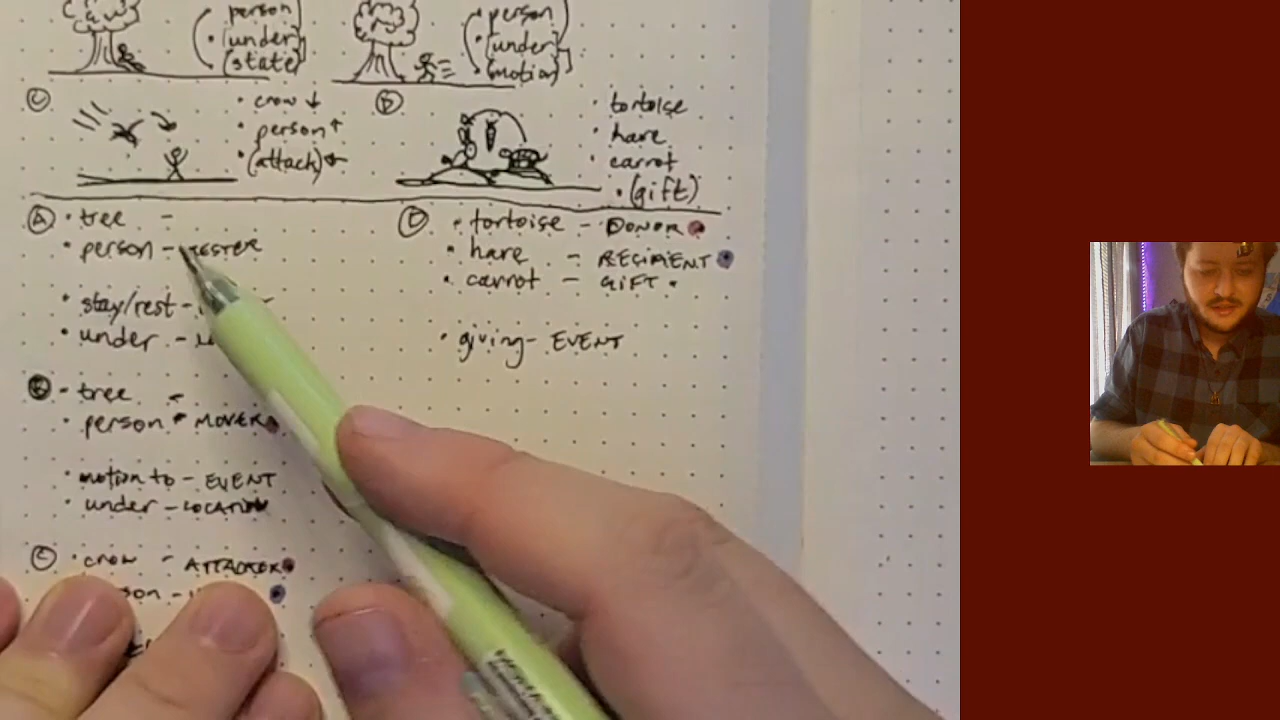 person
• (under)
(state)
person
• (under)
(motion)
C
• crow ↓
• person ↑
• (attack) ←
D
• tortoise
• hare
• carrot
• (gift)
A • tree –
• person – RESTER
• stay/rest –
• under –
B • tree –
• person – MOVER
• motion to – EVENT
• under – LOCATION
C • crow – ATTACKER
D • tortoise – DONOR
• hare – RECIPIENT
• carrot – GIFT
• giving – EVENT